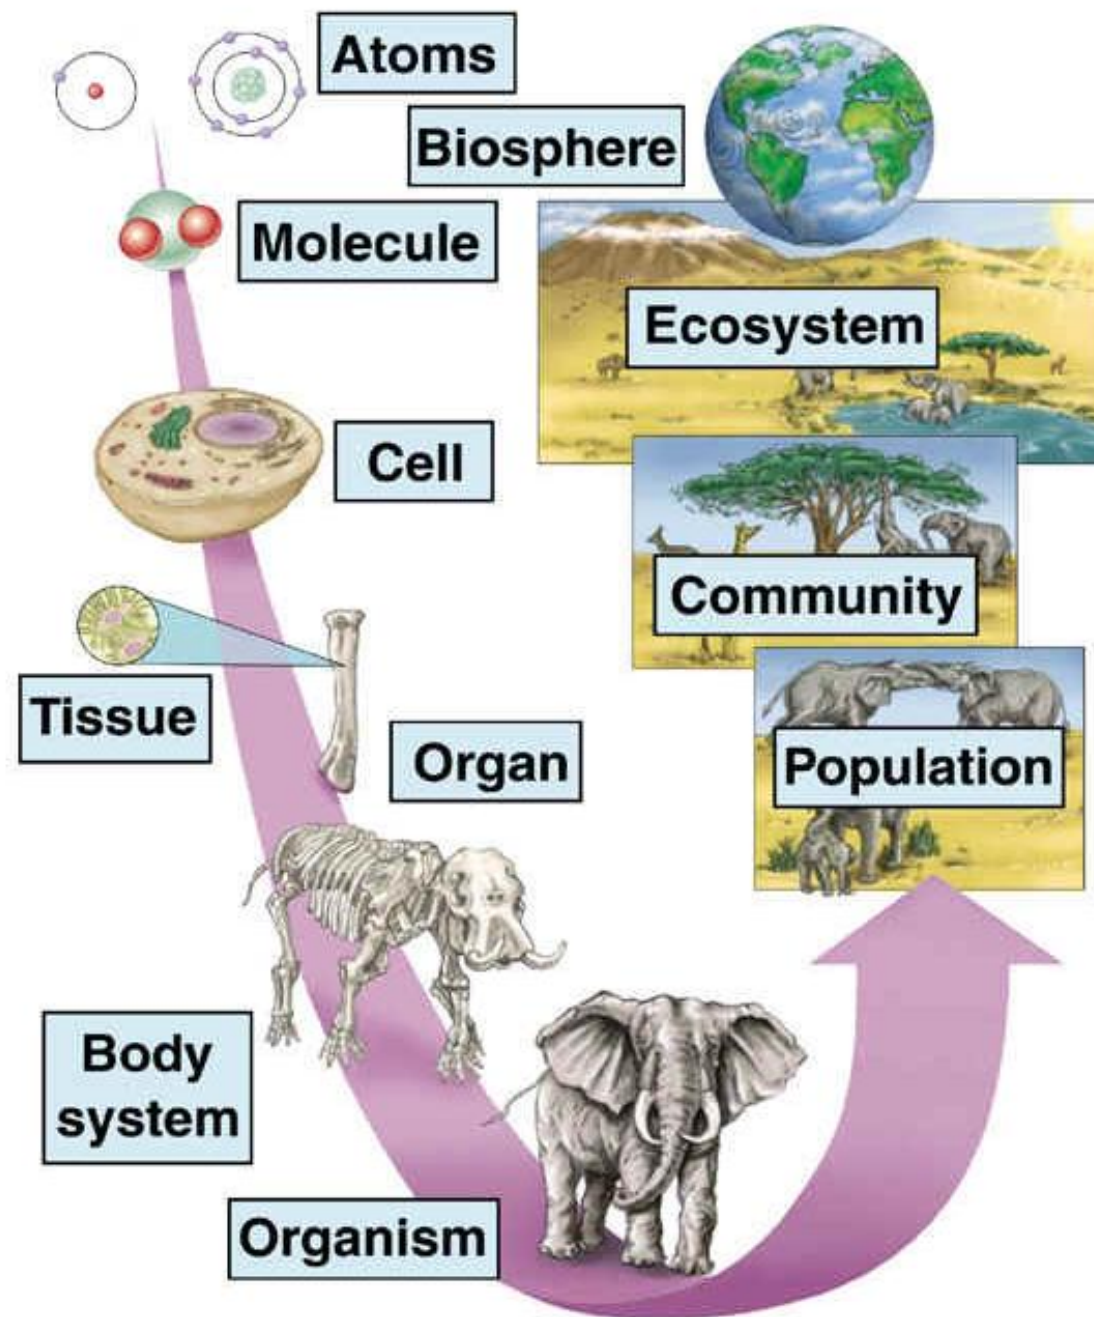 Atoms
Biosphere
Molecule
Ecosystem
Cell
Community
Tissue
Organ
Population
Body
system
Organism